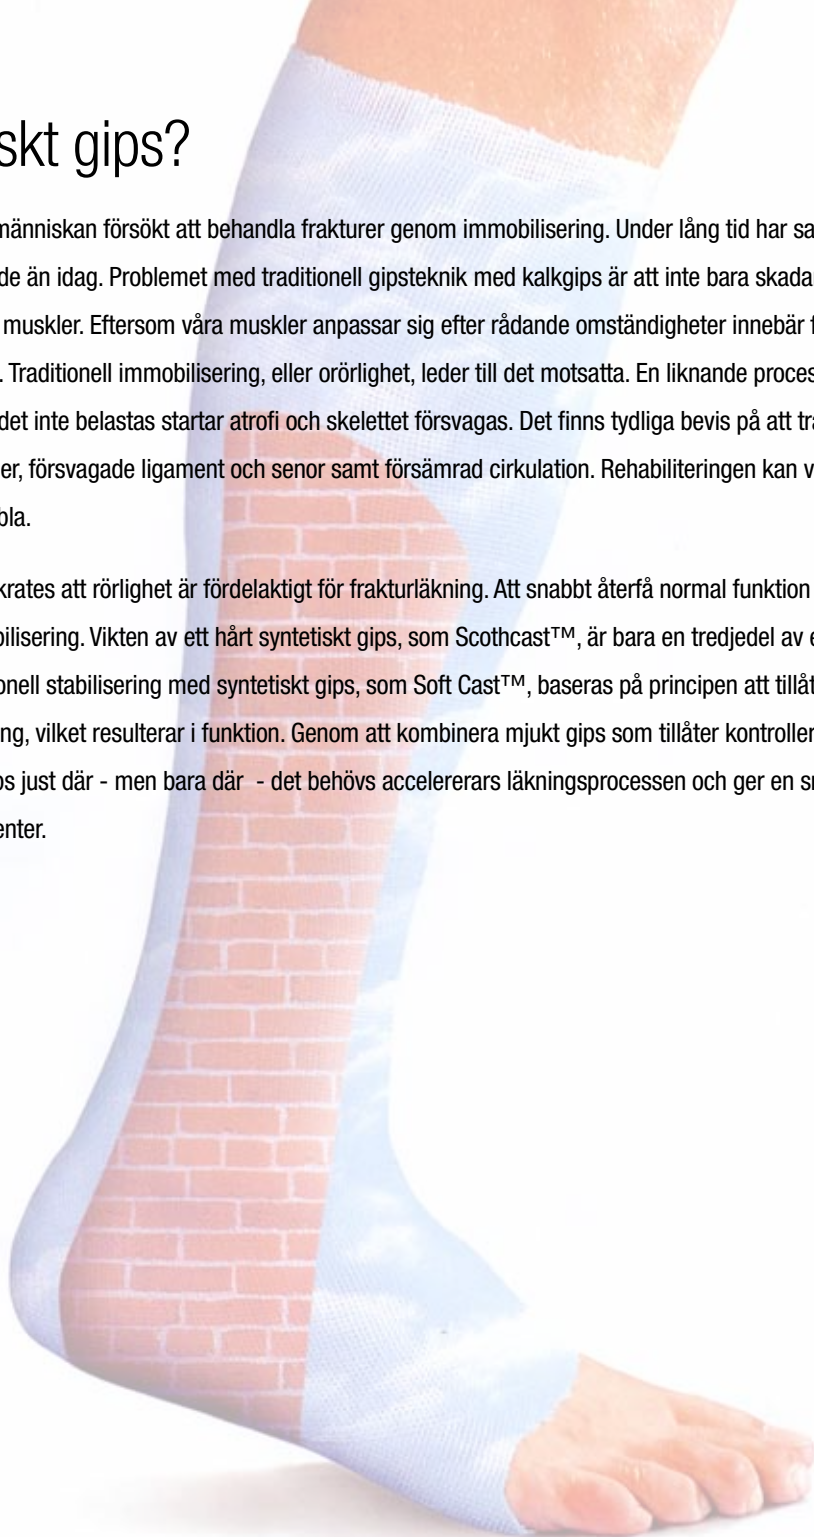 skt gips?
människan försökt att behandla frakturer genom immobilisering. Under lång tid har sa
de än idag. Problemet med traditionell gipsteknik med kalkgips är att inte bara skada
muskler. Eftersom våra muskler anpassar sig efter rådande omständigheter innebär f
. Traditionell immobilisering, eller orörlighet, leder till det motsatta. En liknande proces
det inte belastas startar atrofi och skelettet försvagas. Det finns tydliga bevis på att tra
er, försvagade ligament och senor samt försämrad cirkulation. Rehabiliteringen kan v
bla.
krates att rörlighet är fördelaktigt för frakturläkning. Att snabbt återfå normal funktion
bilisering. Vikten av ett hårt syntetiskt gips, som Scothcast™, är bara en tredjedel av e
onell stabilisering med syntetiskt gips, som Soft Cast™, baseras på principen att tillåt
ng, vilket resulterar i funktion. Genom att kombinera mjukt gips som tillåter kontroller
os just där - men bara där - det behövs accelererars läkningsprocessen och ger en sn
enter.